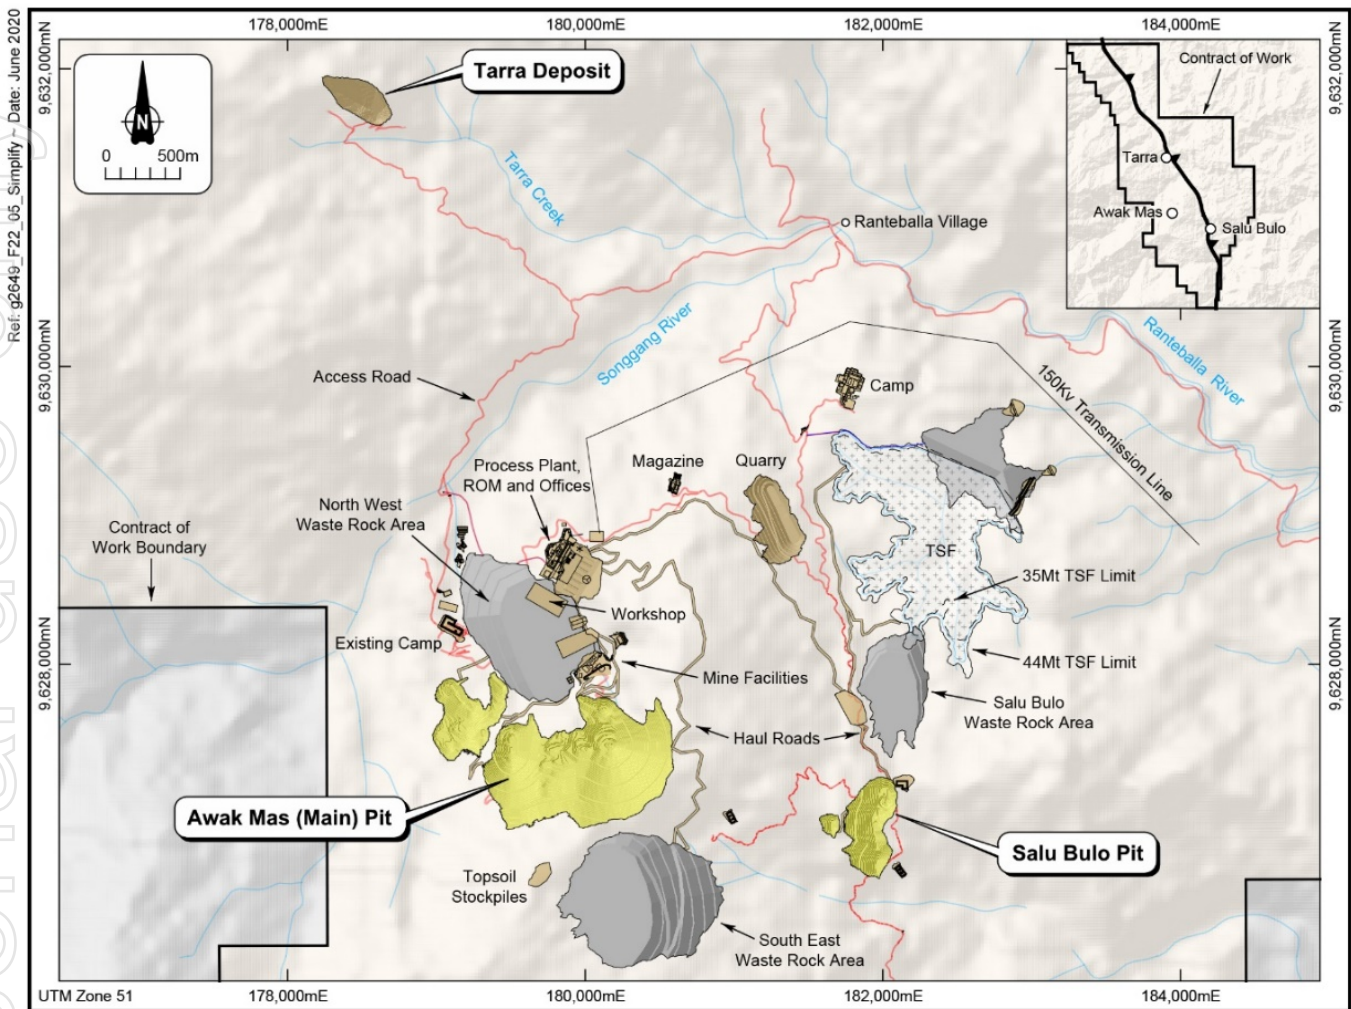 178,000mE
180,000mE
182,000mE
184,000mE
Ref: g2649_F22_05_Simplify - Date: June 2020
9,632,000mN
9,632,000mN
N
0 500m
Tarra Deposit
Contract of Work
Tarra
Awak Mas
Salu Bulo
Tarra Creek
Ranteballa Village
Songgang River
Ranteballa River
9,630,000mN
9,630,000mN
Access Road
Camp
150Kv Transmission Line
Process Plant,
ROM and Offices
Magazine
Quarry
North West
Waste Rock Area
Contract of
Work Boundary
TSF
35Mt TSF Limit
Workshop
Existing Camp
44Mt TSF Limit
9,628,000mN
9,628,000mN
Mine Facilities
Salu Bulo
Waste Rock Area
Haul Roads
Awak Mas (Main) Pit
Salu Bulo Pit
Topsoil
Stockpiles
South East
Waste Rock Area
UTM Zone 51
178,000mE
180,000mE
182,000mE
184,000mE